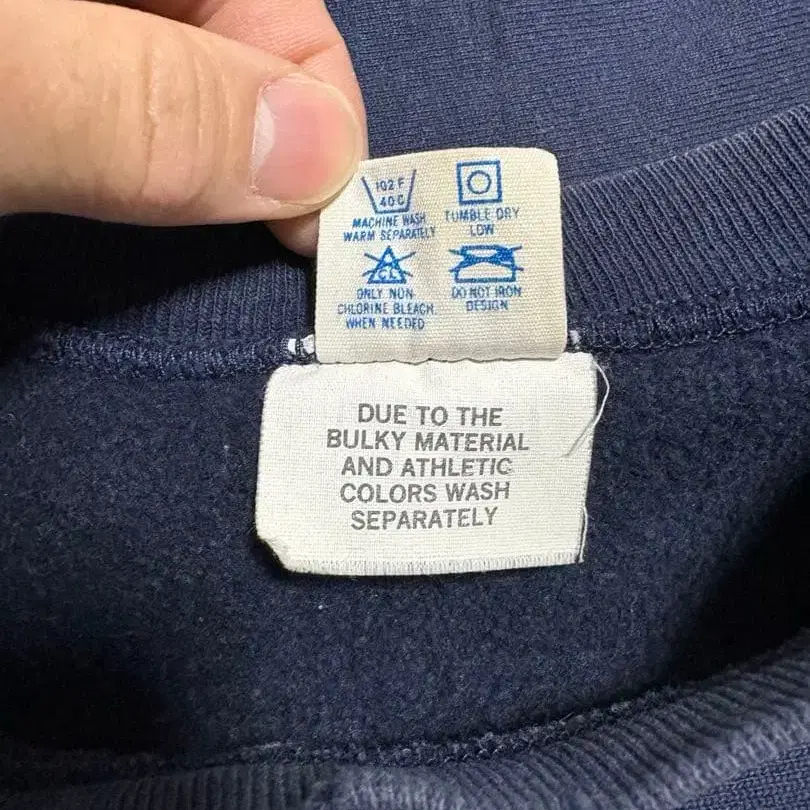 102 F
40 C
MACHINE WASH
WARM SEPARATELY
TUMBLE DRY
LOW
CL
ONLY NON
CHLORINE BLEACH
WHEN NEEDED
DO NOT IRON
DESIGN
DUE TO THE
BULKY MATERIAL
AND ATHLETIC
COLORS WASH
SEPARATELY